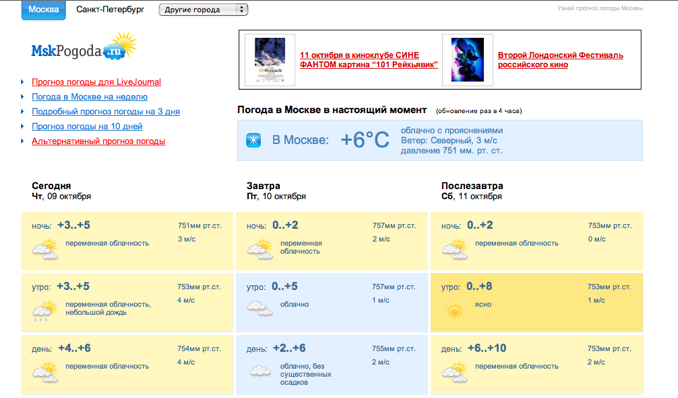 Москва
Санкт-Петербург
Другие города
Узнай прогноз погоды Москвы
MskPogoda.ru
11 октября в киноклубе СИНЕ
ФАНТОМ картина "101 Рейкьявик"
Второй Лондонский Фестиваль
российского кино
Прогноз погоды для LiveJournal
Погода в Москве на неделю
Подробный прогноз погоды на 3 дня
Прогноз погоды на 10 дней
Альтернативный прогноз погоды
Погода в Москве в настоящий момент (обновление раз в 4 часа)
В Москве: +6°C
облачно с прояснениями
Ветер: Северный, 3 м/с
давление 751 мм. рт. ст.
Сегодня
Чт, 09 октября
Завтра
Пт, 10 октября
Послезавтра
Сб, 11 октября
ночь: +3..+5 751мм рт.ст.
переменная облачность 3 м/с
ночь: 0..+2 757мм рт.ст.
переменная 2 м/с
облачность
ночь: 0..+2 753мм рт.ст.
переменная облачность 0 м/с
утро: +3..+5 753мм рт.ст.
переменная облачность, 4 м/с
небольшой дождь
утро: 0..+5 757мм рт.ст.
облачно 1 м/с
утро: 0..+8 753мм рт.ст.
ясно 1 м/с
день: +4..+6 754мм рт.ст.
переменная облачность 4 м/с
день: +2..+6 755мм рт.ст.
облачно, без 2 м/с
существенных
осадков
день: +6..+10 753мм рт.ст.
переменная облачность 2 м/с